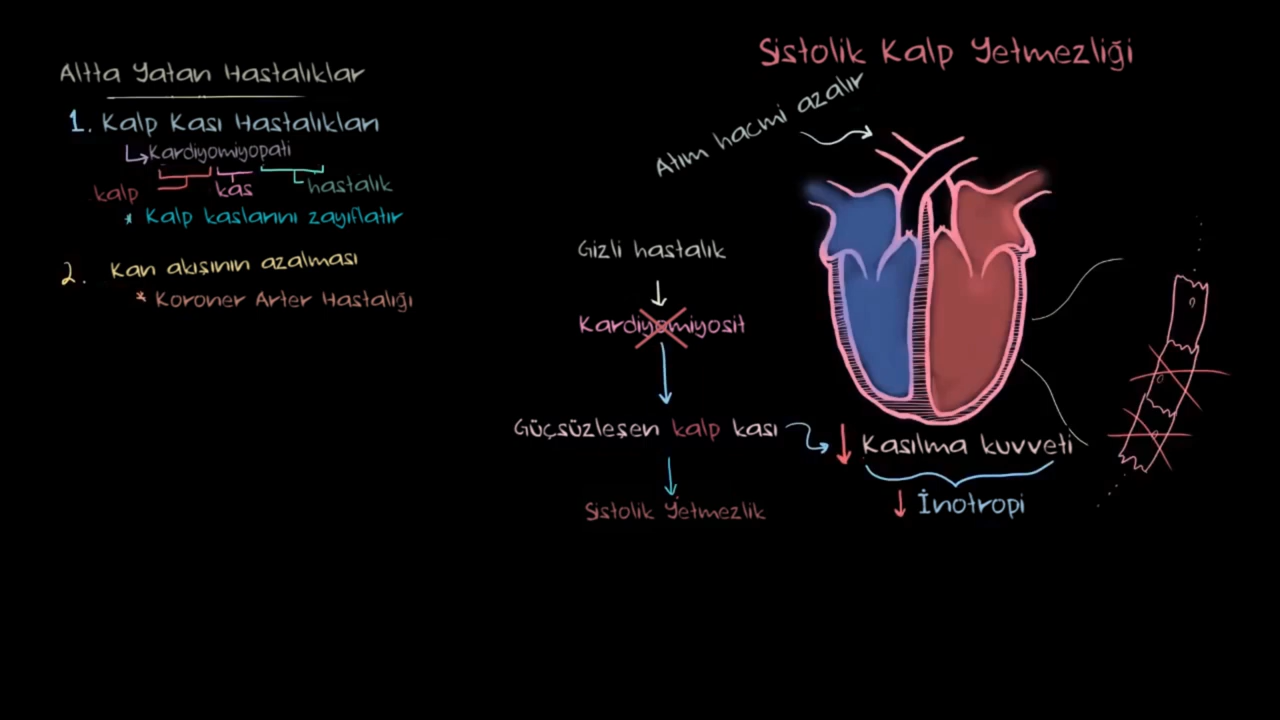 Sistolik Kalp Yetmezliği
Altta Yatan Hastalıklar
1. Kalp Kası Hastalıkları
Kardiyomiyopati
kalp kas hastalık
* Kalp kaslarını zayıflatır
2. Kan akışının azalması
* Koroner Arter Hastalığı
Atım hacmi azalır
Gizli hastalık
Kardiyomiyosit
Güçsüzleşen kalp kası
Sistolik Yetmezlik
Kasılma kuvveti
İnotropi